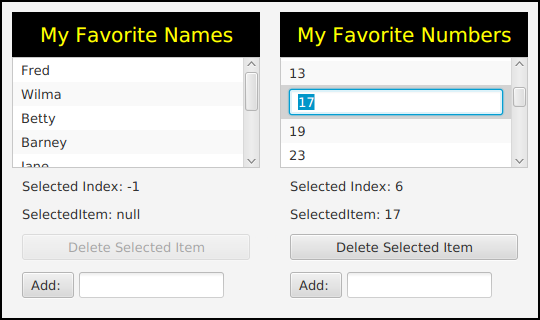 My Favorite Names
Fred
Wilma
Betty
Barney
Jane
Selected Index: -1
SelectedItem: null
Delete Selected Item
Add:
My Favorite Numbers
13
17
19
23
Selected Index: 6
SelectedItem: 17
Delete Selected Item
Add: